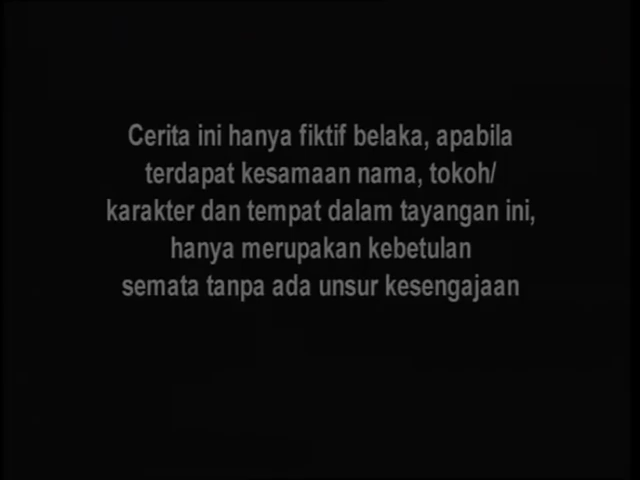 Cerita ini hanya fiktif belaka, apabila
terdapat kesamaan nama, tokoh/
karakter dan tempat dalam tayangan ini,
hanya merupakan kebetulan
semata tanpa ada unsur kesengajaan